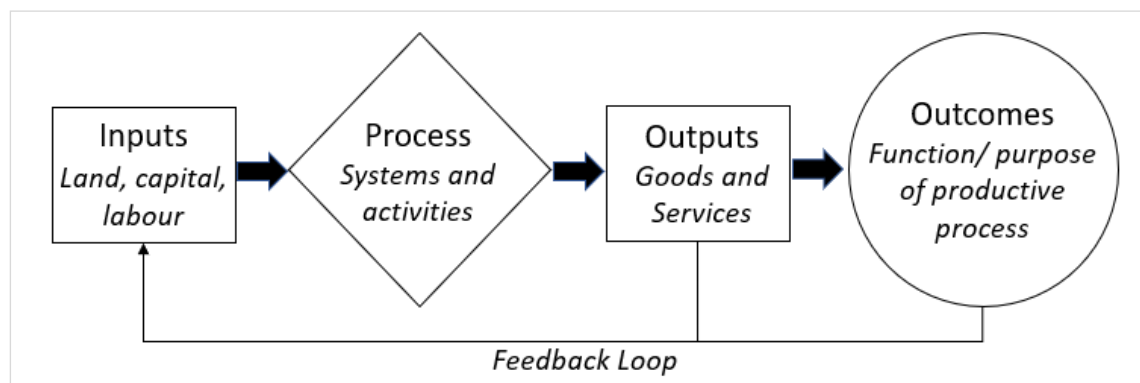 Inputs
Land, capital,
labour
Process
Systems and
activities
Outputs
Goods and
Services
Outcomes
Function/ purpose
of productive
process
Feedback Loop